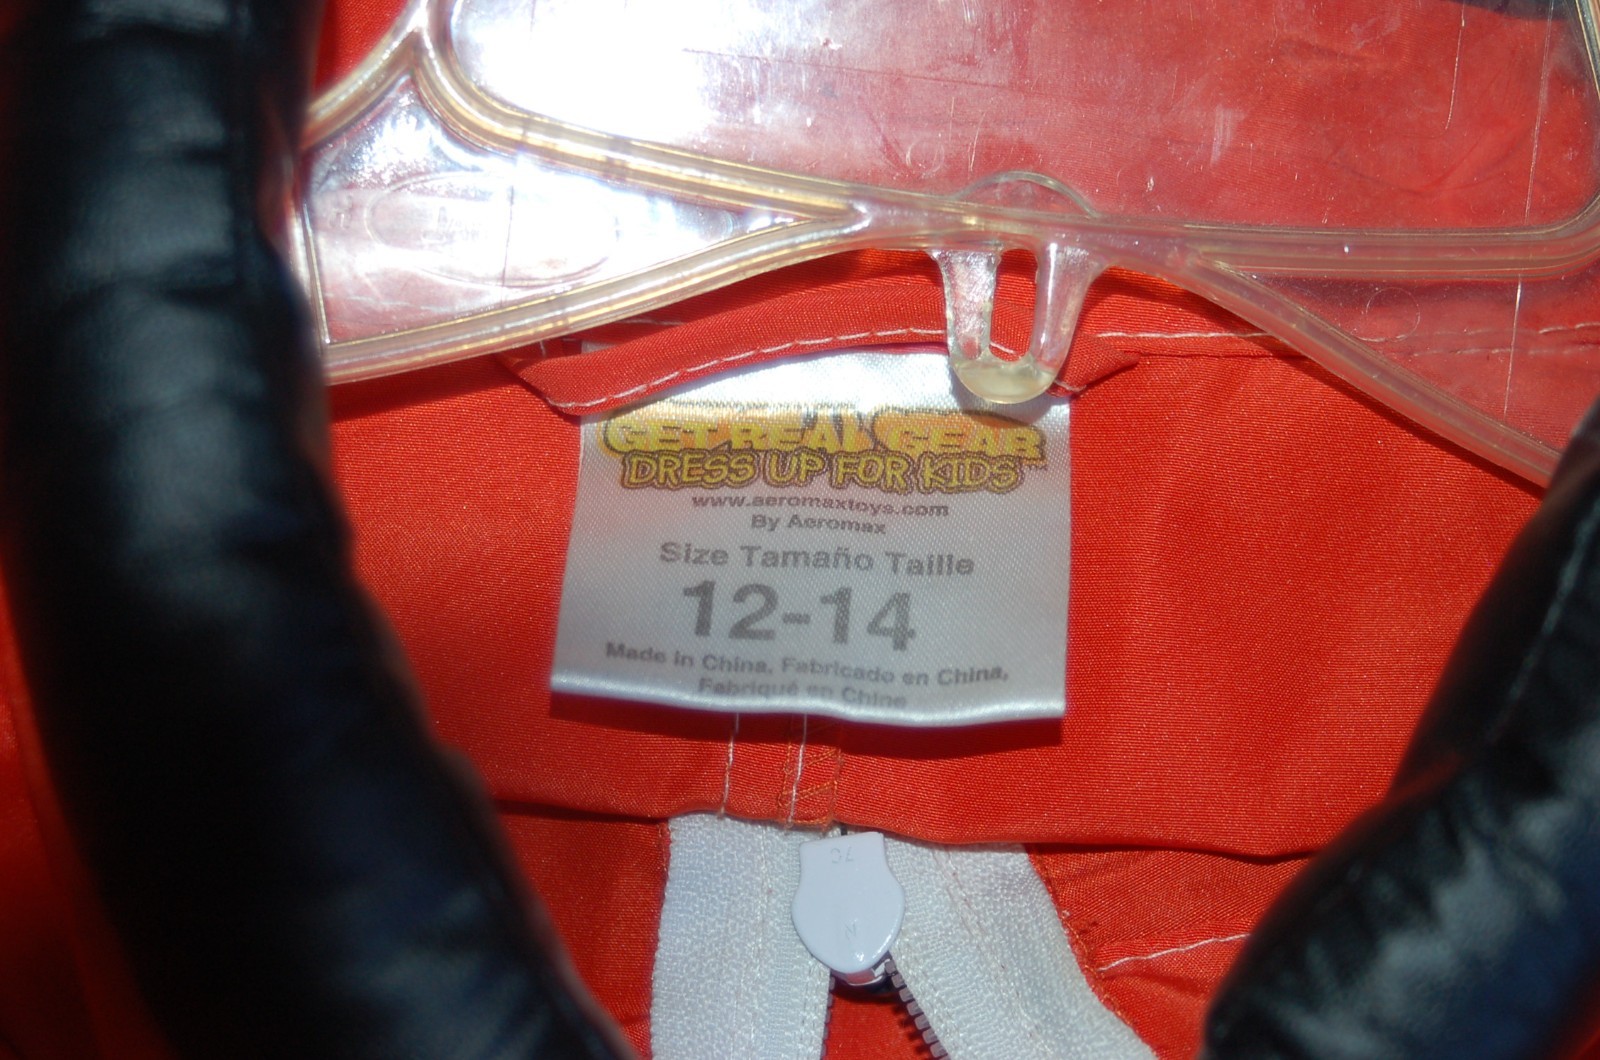 GET REAL GEAR
DRESS UP FOR KIDS
www.aeromaxtoys.com
By Aeromax
Size Tamaño Taille
12-14
Made in China, Fabricado en China,
Fabriqué en Chine